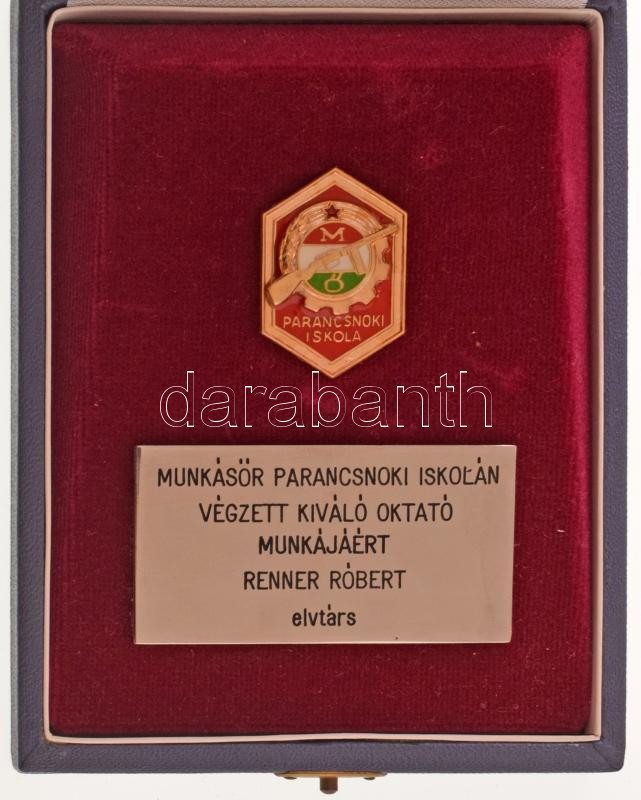 M
Ő
PARANCSNOKI
ISKOLA
darabanth
MUNKÁSŐR PARANCSNOKI ISKOLÁN
VÉGZETT KIVÁLÓ OKTATÓ
MUNKÁJÁÉRT
RENNER RÓBERT
elvtárs